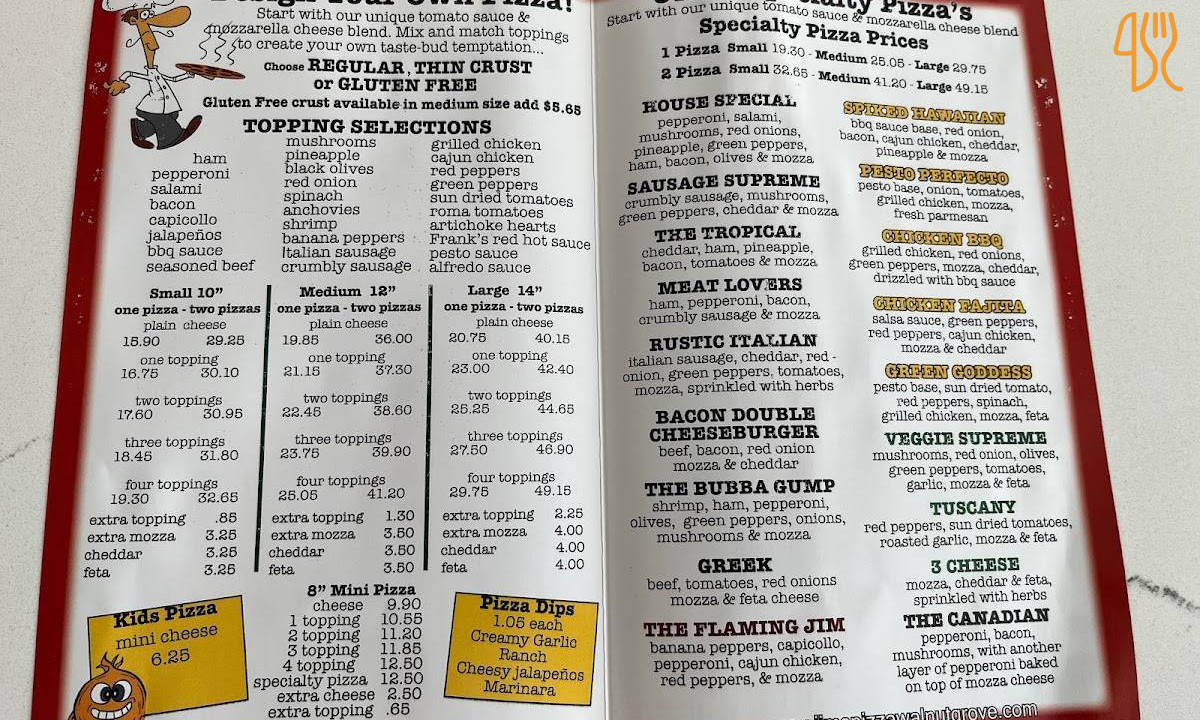 Design Your Own Pizza!
Start with our unique tomato sauce &
mozzarella cheese blend. Mix and match toppings
to create your own taste-bud temptation...
Choose REGULAR, THIN CRUST
or GLUTEN FREE
Gluten Free crust available in medium size add $5.65
TOPPING SELECTIONS
ham
pepperoni
salami
bacon
capicollo
jalapeños
bbq sauce
seasoned beef
mushrooms
pineapple
black olives
red onion
spinach
anchovies
shrimp
banana peppers
Italian sausage
crumbly sausage
grilled chicken
cajun chicken
red peppers
green peppers
sun dried tomatoes
roma tomatoes
artichoke hearts
Frank's red hot sauce
pesto sauce
alfredo sauce
Small 10"
one pizza - two pizzas
plain cheese
15.90 29.25
one topping
16.75 30.10
two toppings
17.60 30.95
three toppings
18.45 31.80
four toppings
19.30 32.65
extra topping .85
extra mozza 3.25
cheddar 3.25
feta 3.25
Medium 12"
one pizza - two pizzas
plain cheese
19.85 36.00
one topping
21.15 37.30
two toppings
22.45 38.60
three toppings
23.75 39.90
four toppings
25.05 41.20
extra topping 1.30
extra mozza 3.50
cheddar 3.50
feta 3.50
Large 14"
one pizza - two pizzas
plain cheese
20.75 40.15
one topping
23.00 42.40
two toppings
25.25 44.65
three toppings
27.50 46.90
four toppings
29.75 49.15
extra topping 2.25
extra mozza 4.00
cheddar 4.00
feta 4.00
Kids Pizza
mini cheese
6.25
8" Mini Pizza
cheese 9.90
1 topping 10.55
2 topping 11.20
3 topping 11.85
4 topping 12.50
specialty pizza 12.50
extra cheese 2.50
extra topping .65
Pizza Dips
1.05 each
Creamy Garlic
Ranch
Cheesy jalapeños
Marinara
Specialty Pizza's
Start with our unique tomato sauce & mozzarella cheese blend
Specialty Pizza Prices
1 Pizza Small 19.30 - Medium 25.05 - Large 29.75
2 Pizza Small 32.65 - Medium 41.20 - Large 49.15
HOUSE SPECIAL
pepperoni, salami,
mushrooms, red onions,
pineapple, green peppers,
ham, bacon, olives & mozza
SAUSAGE SUPREME
crumbly sausage, mushrooms,
green peppers, cheddar & mozza
THE TROPICAL
cheddar, ham, pineapple,
bacon, tomatoes & mozza
MEAT LOVERS
ham, pepperoni, bacon,
crumbly sausage & mozza
RUSTIC ITALIAN
italian sausage, cheddar, red -
onion, green peppers, tomatoes,
mozza, sprinkled with herbs
BACON DOUBLE
CHEESEBURGER
beef, bacon, red onion
mozza & cheddar
THE BUBBA GUMP
shrimp, ham, pepperoni,
olives, green peppers, onions,
mushrooms & mozza
GREEK
beef, tomatoes, red onions
mozza & feta cheese
THE FLAMING JIM
banana peppers, capicollo,
pepperoni, cajun chicken,
red peppers, & mozza
SPIKED HAWAIIAN
bbq sauce base, red onion,
bacon, cajun chicken, cheddar,
pineapple & mozza
PESTO PERFECTO
pesto base, onion, tomatoes,
grilled chicken, mozza,
fresh parmesan
CHICKEN BBQ
grilled chicken, red onions,
green peppers, mozza, cheddar,
drizzled with bbq sauce
CHICKEN FAJITA
salsa sauce, green peppers,
red peppers, cajun chicken,
mozza & cheddar
GREEN GODDESS
pesto base, sun dried tomato,
red peppers, spinach,
grilled chicken, mozza, feta
VEGGIE SUPREME
mushrooms, red onion, olives,
green peppers, tomatoes,
garlic, mozza & feta
TUSCANY
red peppers, sun dried tomatoes,
roasted garlic, mozza & feta
3 CHEESE
mozza, cheddar & feta,
sprinkled with herbs
THE CANADIAN
pepperoni, bacon,
mushrooms, with another
layer of pepperoni baked
on top of mozza cheese
jimspizzawalnutgrove.com